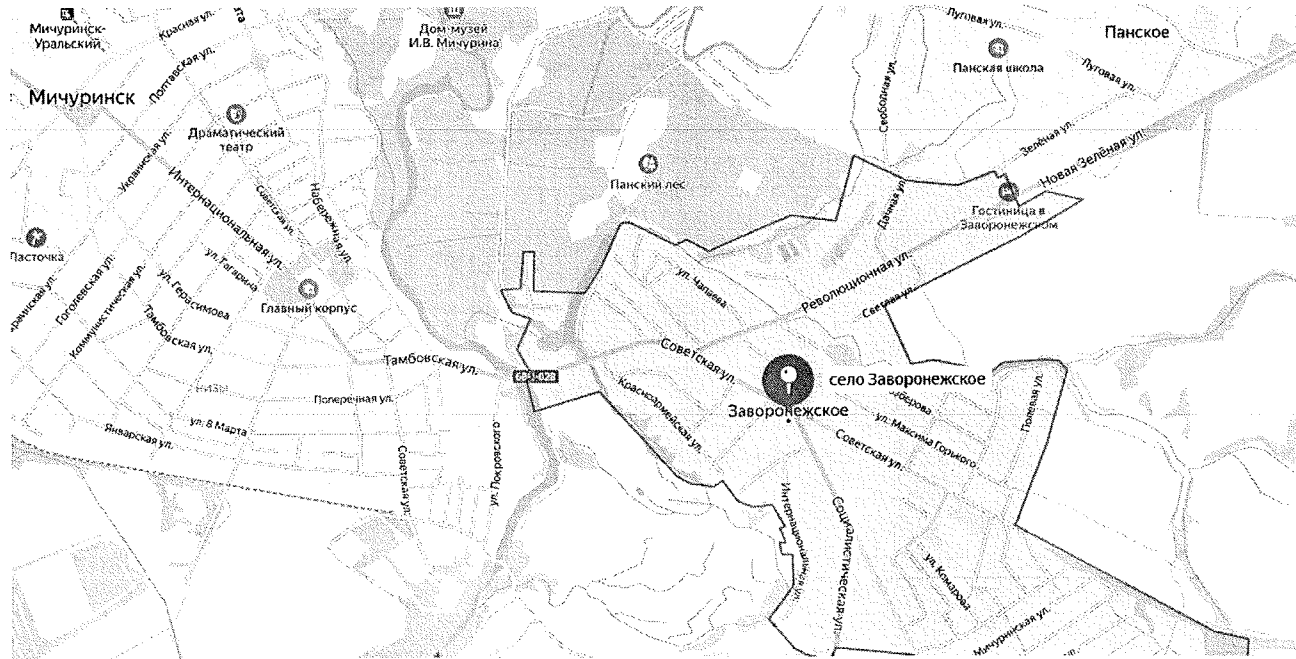 Мичуринск-
Уральский
Красная ул.
Полтавская ул.
Дом-музей
И.В. Мичурина
Луговая ул.
Панское
Панская школа
Луговая ул.
Мичуринск
Драматический
театр
Свободная ул.
Зелёная ул.
Новая Зелёная ул.
Украинская ул.
Интернациональная ул.
Советская ул.
Набережная ул.
Панский лес
Дачная ул.
Гостиница в
Заворонежском
Ласточка
ул. Гагарина
Гоголевская ул.
Коммунистическая ул.
ул. Герасимова
Тамбовская ул.
Главный корпус
ул. Чапаева
Революционная ул.
Светлая ул.
Тамбовская ул.
Советская ул.
Красноармейская ул.
село Заворонежское
Заворонежское
Полевая ул.
Поперечная ул.
ул. 8 Марта
Январская ул.
Советская ул.
ул. Покровского
ул. Максима Горького
Советская ул.
Интернациональная ул.
Социалистическая ул.
ул. Комарова
Мичуринская ул.